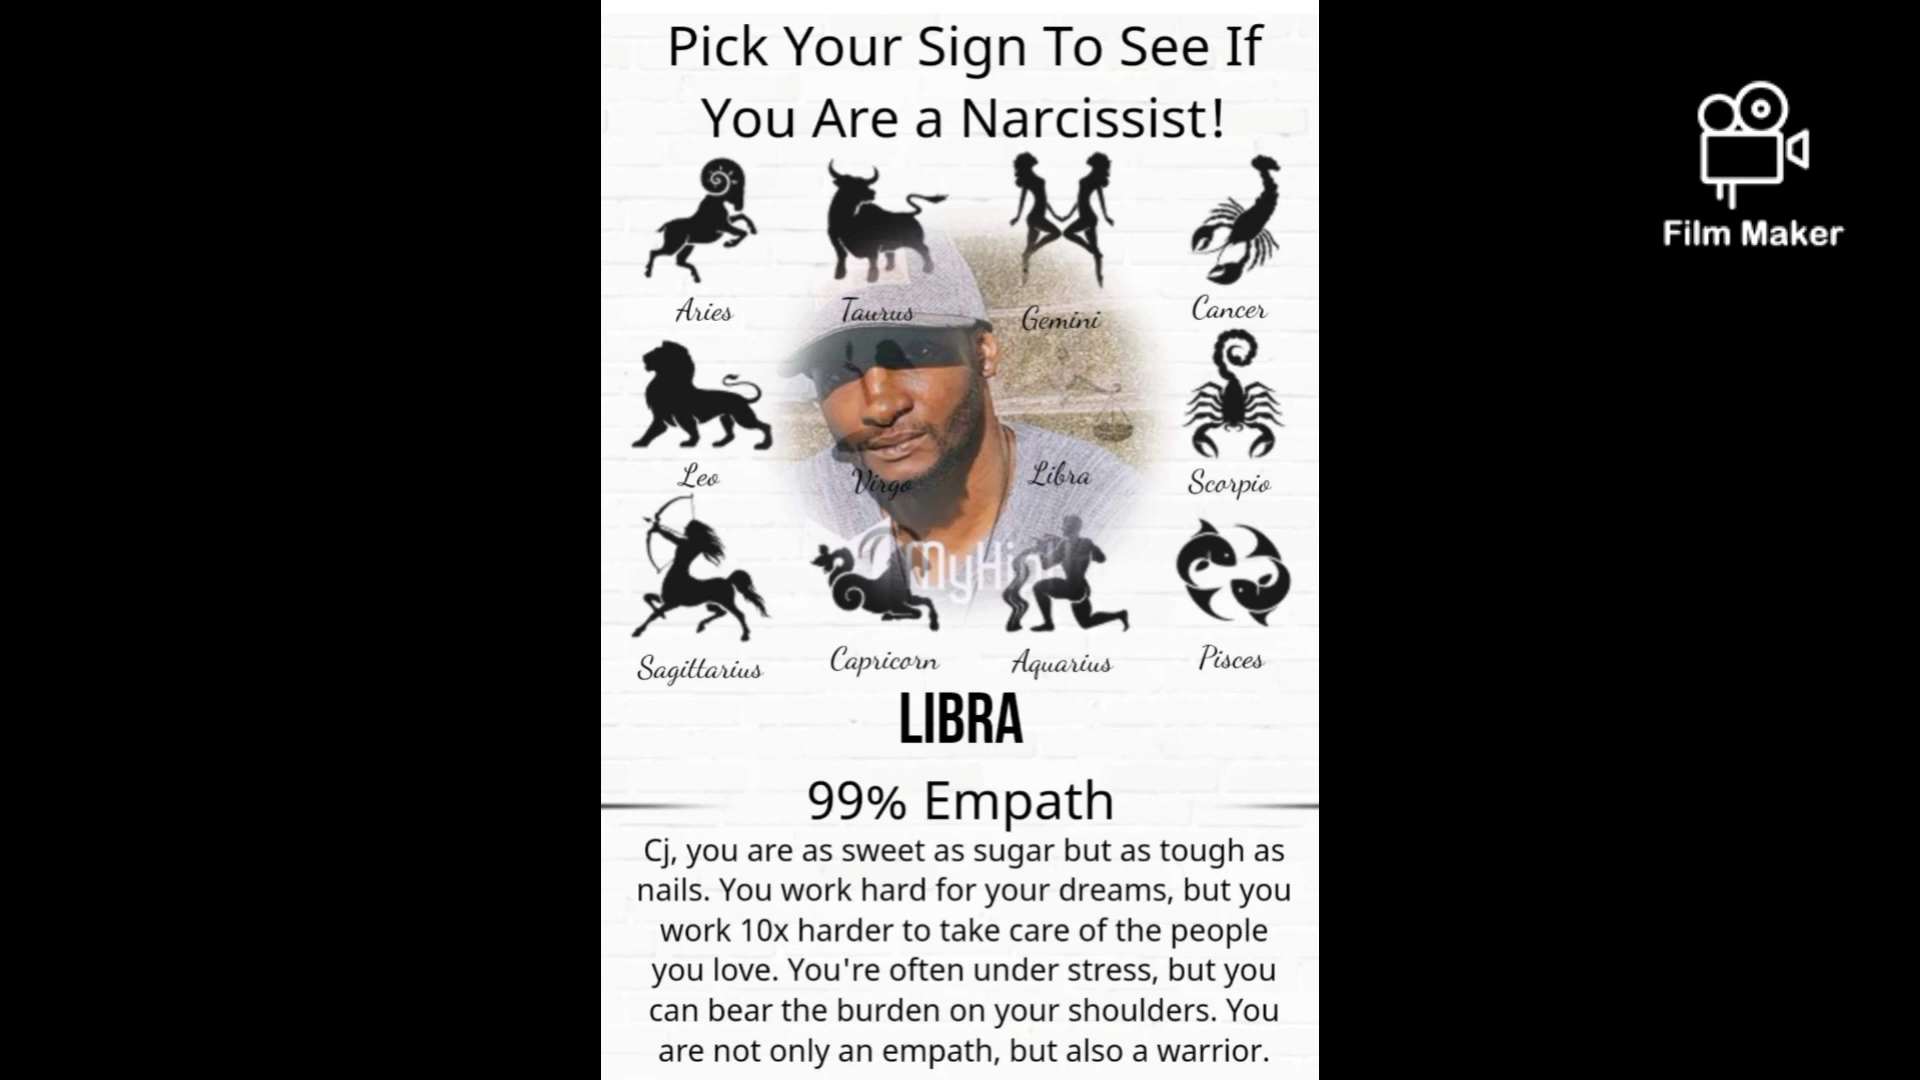 Pick Your Sign To See If
You Are a Narcissist!
Film Maker
Aries
Taurus
Gemini
Cancer
Leo
Virgo
Libra
Scorpio
Sagittarius
Capricorn
Aquarius
Pisces
LIBRA
99% Empath
Cj, you are as sweet as sugar but as tough as
nails. You work hard for your dreams, but you
work 10x harder to take care of the people
you love. You're often under stress, but you
can bear the burden on your shoulders. You
are not only an empath, but also a warrior.